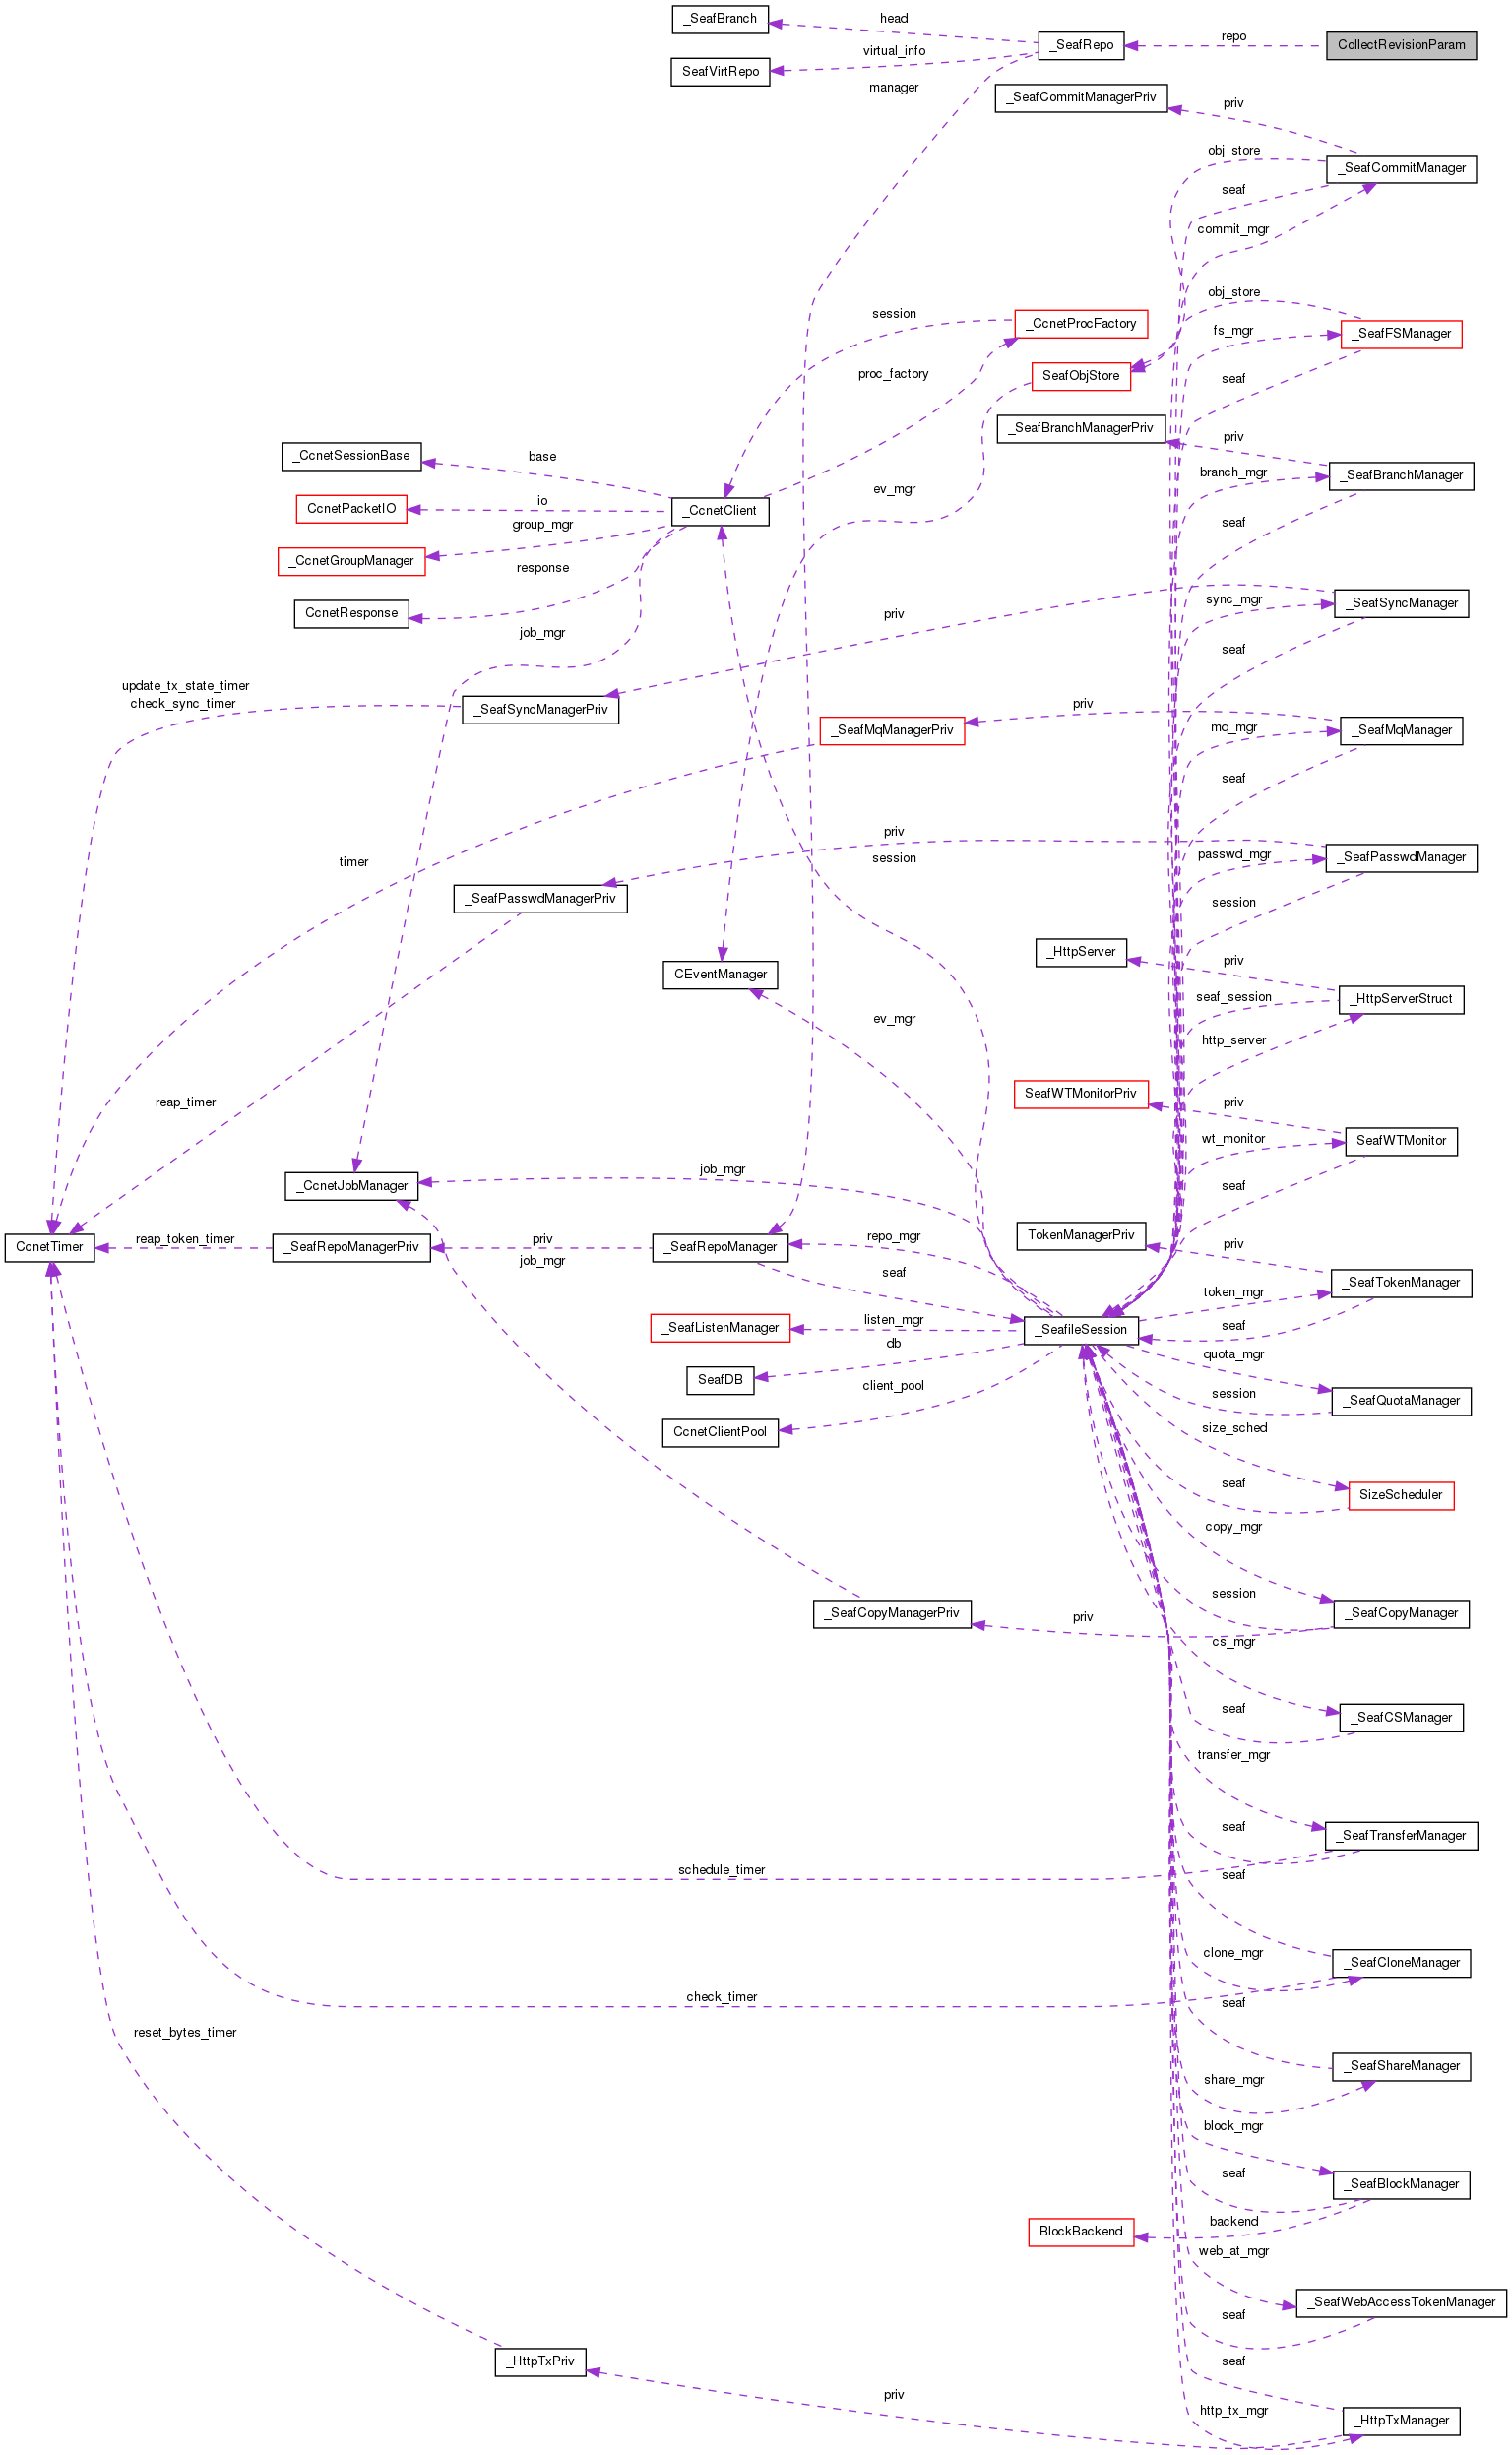 _SeafBranch
head
_SeafRepo
repo
CollectRevisionParam
virtual_info
SeafVirtRepo
manager
_SeafCommitManagerPriv
priv
obj_store
_SeafCommitManager
seaf
commit_mgr
obj_store
session
_CcnetProcFactory
fs_mgr
_SeafFSManager
proc_factory
SeafObjStore
seaf
_SeafBranchManagerPriv
priv
_CcnetSessionBase
base
branch_mgr
_SeafBranchManager
ev_mgr
CcnetPacketIO
io
_CcnetClient
group_mgr
seaf
_CcnetGroupManager
response
CcnetResponse
priv
sync_mgr
_SeafSyncManager
job_mgr
seaf
update_tx_state_timer
check_sync_timer
_SeafSyncManagerPriv
priv
_SeafMqManagerPriv
mq_mgr
_SeafMqManager
seaf
priv
timer
session
passwd_mgr
_SeafPasswdManager
_SeafPasswdManagerPriv
session
_HttpServer
priv
CEventManager
seaf_session
_HttpServerStruct
ev_mgr
http_server
SeafWTMonitorPriv
priv
reap_timer
wt_monitor
SeafWTMonitor
job_mgr
_CcnetJobManager
seaf
TokenManagerPriv
priv
CcnetTimer
reap_token_timer
_SeafRepoManagerPriv
priv
_SeafRepoManager
repo_mgr
job_mgr
seaf
token_mgr
_SeafTokenManager
_SeafListenManager
listen_mgr
_SeafileSession
seaf
db
SeafDB
quota_mgr
client_pool
session
_SeafQuotaManager
CcnetClientPool
size_sched
seaf
SizeScheduler
copy_mgr
session
_SeafCopyManagerPriv
priv
_SeafCopyManager
cs_mgr
seaf
_SeafCSManager
transfer_mgr
seaf
_SeafTransferManager
schedule_timer
seaf
clone_mgr
_SeafCloneManager
check_timer
seaf
reset_bytes_timer
share_mgr
_SeafShareManager
block_mgr
seaf
_SeafBlockManager
backend
BlockBackend
web_at_mgr
_SeafWebAccessTokenManager
seaf
_HttpTxPriv
seaf
priv
http_tx_mgr
_HttpTxManager